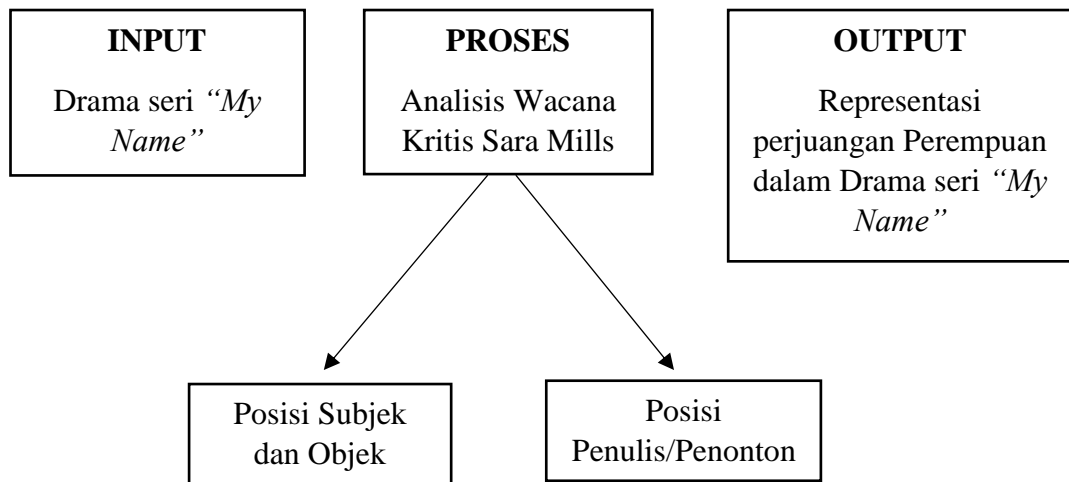 INPUT
Drama seri “My
Name”
PROSES
Analisis Wacana
Kritis Sara Mills
OUTPUT
Representasi
perjuangan Perempuan
dalam Drama seri “My
Name”
Posisi Subjek
dan Objek
Posisi
Penulis/Penonton